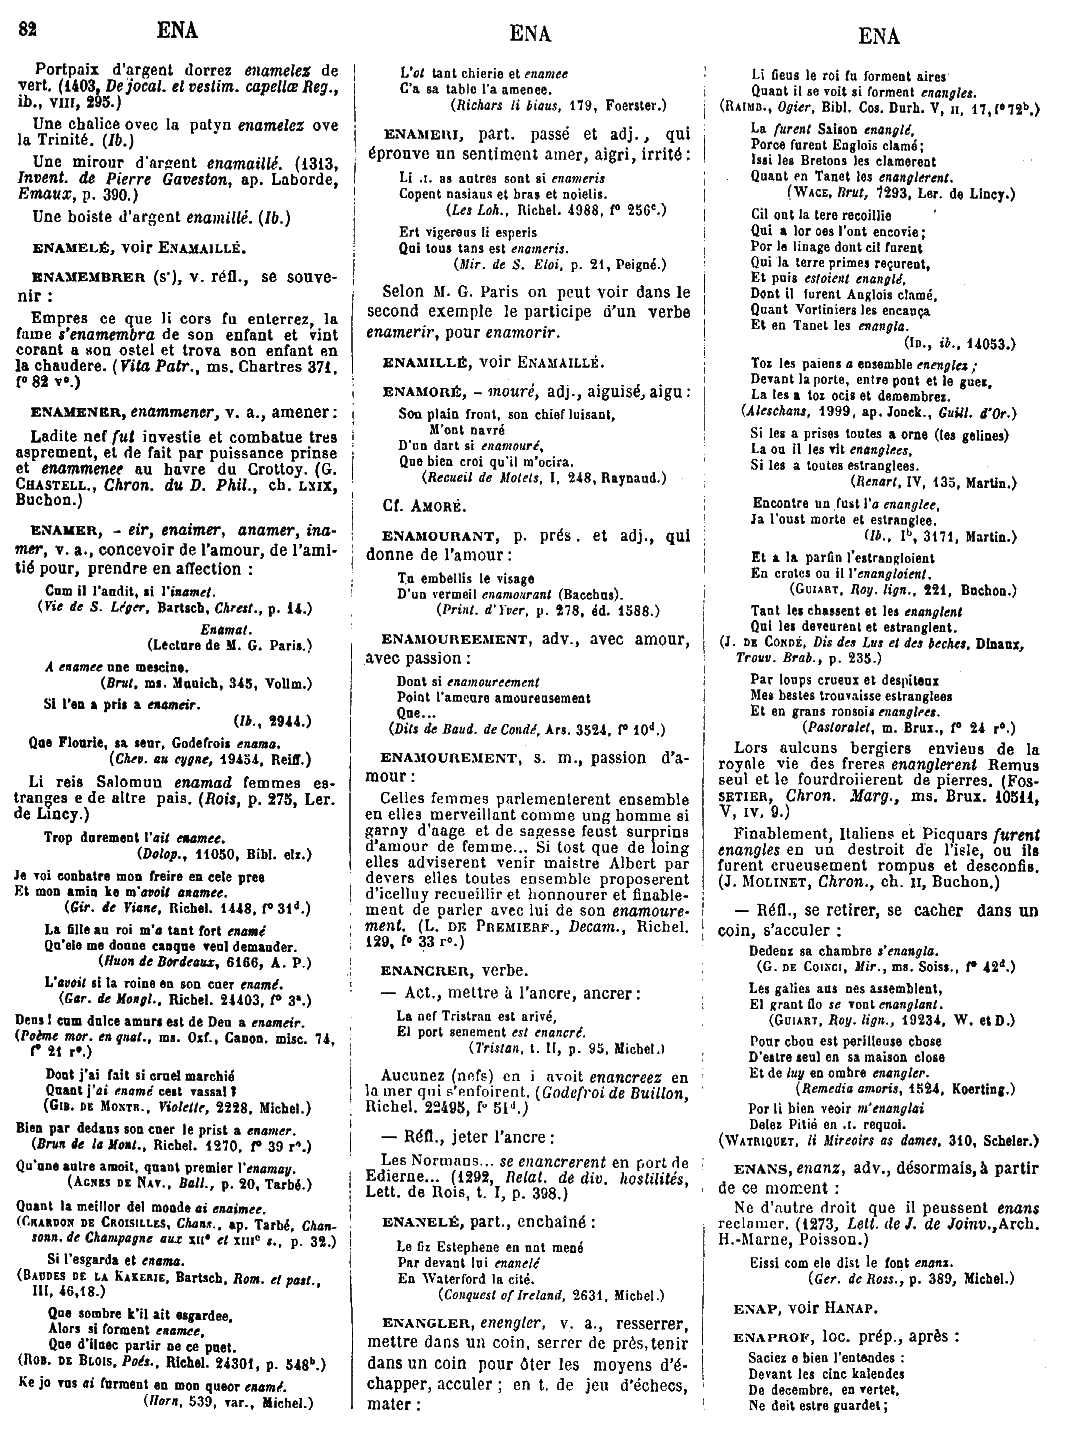 82 ENA
ENA
ENA
Portpaix d'argent dorrez enamelez de
vert. (1403, De jocal. et vestim. capellæ Reg.,
ib., VIII, 295.)
Une chalice ovec la patyn enamelez ove
la Trinité. (Ib.)
Une mirour d'argent enamaillé. (1313,
Invent. de Pierre Gaveston, ap. Laborde,
Emaux, p. 390.)
Une boiste d'argent enamillé. (Ib.)
ENAMELÉ, voir ENAMAILLÉ.
ENAMEMBRER (s'), v. réfl., se souve-
nir :
Empres ce que li cors fu enterrez, la
fame s'enamembra de son enfant et vint
corant a son ostel et trova son enfant en
la chaudere. (Vita Patr., ms. Chartres 371,
f° 82 v°.)
ENAMENER, enammener, v. a., amener :
Ladite nef fut investie et combatue tres
asprement, et de fait par puissance prinse
et enammenee au havre du Crottoy. (G.
CHASTELL., Chron. du D. Phil., ch. LXIX,
Buchon.)
ENAMER, - eir, enaimer, anamer, ina-
mer, v. a., concevoir de l'amour, de l'ami-
tié pour, prendre en affection :
Cum il l'audit, si l'inamet.
(Vie de S. Léger, Bartsch, Chrest., p. 14.)
Enamat.
(Lecture de M. G. Paris.)
A enamee une mescine.
(Brut, ms. Munich, 345, Vollm.)
Si l'en a pris a enameir.
(Ib., 2944.)
Que Flourie, sa seur, Godefrois enama.
(Chev. au cygne, 19454, Reiff.)
Li reis Salomun enamad femmes es-
tranges e de altre pais. (Rois, p. 275, Ler.
de Lincy.)
Trop durement l'ait enamee.
(Dolop., 11050, Bibl. elz.)
Je voi conbatre mon freire en cele pree
Et mon amin ke m'avoit anamee.
(Gir. de Viane, Richel. 1448, f° 31d.)
La fille au roi m'a tant fort enamé
Qu'ele me donne canque veul demander.
(Huon de Bordeaux, 6166, A. P.)
L'avoit si la roine en son cuer enamé.
(Gar. de Mongl., Richel. 24403, f° 3a.)
Deus ! cum dulce amurs est de Deu a enameir.
(Poème mor. en quat., ms. Oxf., Canon. misc. 74,
f° 21 r°.)
Dont j'ai fait si cruel marchié
Quant j'ai enamé cest vassal ?
(GIB. DE MONTR., Violette, 2228, Michel.)
Bien par dedans son cuer le prist a enamer.
(Brun de la Mont., Richel. 1270, f° 39 r°.)
Qu'une autre amoit, quant premier l'enamay.
(AGNES DE NAV., Ball., p. 20, Tarbé.)
Quant la meillor del monde ai enaimee.
(CHARDON DE CROISILLES, Chans., ap. Tarbé, Chan-
sonn. de Champagne aux XIIe et XIIIe s., p. 32.)
Si l'esgarda et enama.
(BAUDES DE LA KAKERIE, Bartsch, Rom. et past.,
III, 46,18.)
Que sombre k'il ait esgardee,
Alors si forment enamee,
Que d'iluec partir ne ce puet.
(ROB. DE BLOIS, Poés., Richel. 24301, p. 548b.)
Ke jo vus ai furment en mon queor enamé.
(Horn, 539, var., Michel.)
L'ot tant chierie et enamee
C'a sa table l'a amenee.
(Richars li biaus, 179, Foerster.)
ENAMERI, part. passé et adj., qui
éprouve un sentiment amer, aigri, irrité :
Li .I. as autres sont si enameris
Copent nasiaus et bras et noielis.
(Les Loh., Richel. 4988, f° 256c.)
Ert vigereus li esperis
Qui tous tans est enameris.
(Mir. de S. Eloi, p. 21, Peigné.)
Selon M. G. Paris on peut voir dans le
second exemple le participe d'un verbe
enamerir, pour enamorir.
ENAMILLÉ, voir ENAMAILLÉ.
ENAMORÉ, - mouré, adj., aiguisé, aigu :
Son plain front, son chief luisant,
M'ont navré
D'un dart si enamouré,
Que bien croi qu'il m'ocira.
(Recueil de Motels, I, 248, Raynaud.)
Cf. AMORÉ.
ENAMOURANT, p. prés. et adj., qui
donne de l'amour :
Tu embellis le visage
D'un vermeil enamourant (Bacchus).
(Print. d'Yver, p. 278, éd. 1588.)
ENAMOUREEMENT, adv., avec amour,
avec passion :
Dont si enamoureement
Point l'ameure amoureusement
Que...
(Dits de Baud. de Condé, Ars. 3524, f° 10d.)
ENAMOUREMENT, s. m., passion d'a-
mour :
Celles femmes parlementerent ensemble
en elles merveillant comme ung homme si
garny d'aage et de sagesse feust surprins
d'amour de femme... Si tost que de loing
elles adviserent venir maistre Albert par
devers elles toutes ensemble proposerent
d'icelluy recueillir et honnourer et finable-
ment de parler avec lui de son enamoure-
ment. (L. DE PREMIERF., Decam., Richel.
129, f° 33 r°.)
ENANCRER, verbe.
— Act., mettre à l'ancre, ancrer :
La nef Tristran est arivé,
El port senement est enancré.
(Tristan, t. II, p. 95, Michel.)
Aucunez (nefs) en i avoit enancreez en
la mer qui s'enfoirent. (Godefroi de Buillon,
Richel. 22495, f° 51d.)
— Réfl., jeter l'ancre :
Les Normans... se enancrerent en port de
Edierne... (1292, Relat. de div. hostilités,
Lett. de Rois, t. I, p. 398.)
ENANELÉ, part., enchaîné :
Le fiz Estephene en unt mené
Par devant lui enanelé
En Waterford la cité.
(Conquest of Ireland, 2631, Michel.)
ENANGLER, enengler, v. a., resserrer,
mettre dans un coin, serrer de près, tenir
dans un coin pour ôter les moyens d'é-
chapper, acculer ; en t. de jeu d'échecs,
mater :
Li fieus le roi fu forment aires
Quant il se voit si forment enangles.
(RAIMB., Ogier, Bibl. Cos. Durh. V, II, 17, f° 72b.)
La furent Saison enanglé,
Porce furent Englois clamé ;
Issi les Bretons les clamerent
Quant en Tanet les enanglerent.
(WACE, Brut, 7293, Ler. de Lincy.)
Cil ont la tere recoillie
Qui a lor oes l'ont encovie ;
Por le linage dont cil furent
Qui la terre primes reçurent,
Et puis estoient enanglé,
Dont il furent Anglois clamé,
Quant Vortiniers les encauça
Et en Tanet les enangla.
(ID., ib., 14053.)
Toz les paiens a ensemble enenglez ;
Devant la porte, entre pont et le guez,
La les a toz ocis et demembrez.
(Aleschans, 1999, ap. Jonck., Guill. d'Or.)
Si les a prises toutes a orne (les gelines)
La ou il les vit enanglees,
Si les a toutes estranglees.
(Renart, IV, 135, Martin.)
Encontre un fust l'a enanglee,
Ja l'oust morte et estranglee.
(Ib., Ib, 3171, Martin.)
Et a la parfin l'estrangloient
En crotes ou il l'enangloient.
(GUIART, Roy. lign., 221, Buchon.)
Tant les chassent et les enanglent
Qui les deveurent et estranglent.
(J. DE CONDÉ, Dis des Lus et des beches, Dinaux,
Trouv. Brab., p. 235.)
Par loups crueux et despiteux
Mes bestes trouvaisse estranglees
Et en grans ronsois enanglees.
(Pastoralet, m. Brux., f° 24 r°.)
Lors aulcuns bergiers envieus de la
royale vie des freres enanglerent Remus
seul et le fourdroiierent de pierres. (FOS-
SETIER, Chron. Marg., ms. Brux. 10511,
V, IV, 9.)
Finablement, Italiens et Picquars furent
enangles en un destroit de l'isle, ou ils
furent crueusement rompus et desconfis.
(J. MOLINET, Chron., ch. II, Buchon.)
— Réfl., se retirer, se cacher dans un
coin, s'acculer :
Dedenz sa chambre s'enangla.
(G. DE COINCI, Mir., ms. Soiss., f° 42d.)
Les galies aus nes assemblent,
El grant flo se vont enanglant.
(GUIART, Roy. lign., 19234, W. et D.)
Pour chou est perilleuse chose
D'estre seul en sa maison close
Et de luy en ombre enangler.
(Remedia amoris, 1524, Koerting.)
Por li bien veoir m'enanglai
Delez Pitié en .I. requoi.
(WATRIQUET, li Mireoirs as dames, 310, Scheler.)
ENANS, enanz, adv., désormais, à partir
de ce moment :
Ne d'autre droit que il peussent enans
reclamer. (1273, Lett. de J. de Joinv., Arch.
H.-Marne, Poisson.)
Eissi com ele dist le font enanz.
(Ger. de Ross., p. 389, Michel.)
ENAP, voir HANAP.
ENAPROF, loc. prép., après :
Saciez e bien l'entendes :
Devant les cinc kalendes
De decembre, en vertet,
Ne deit estre guardet ;